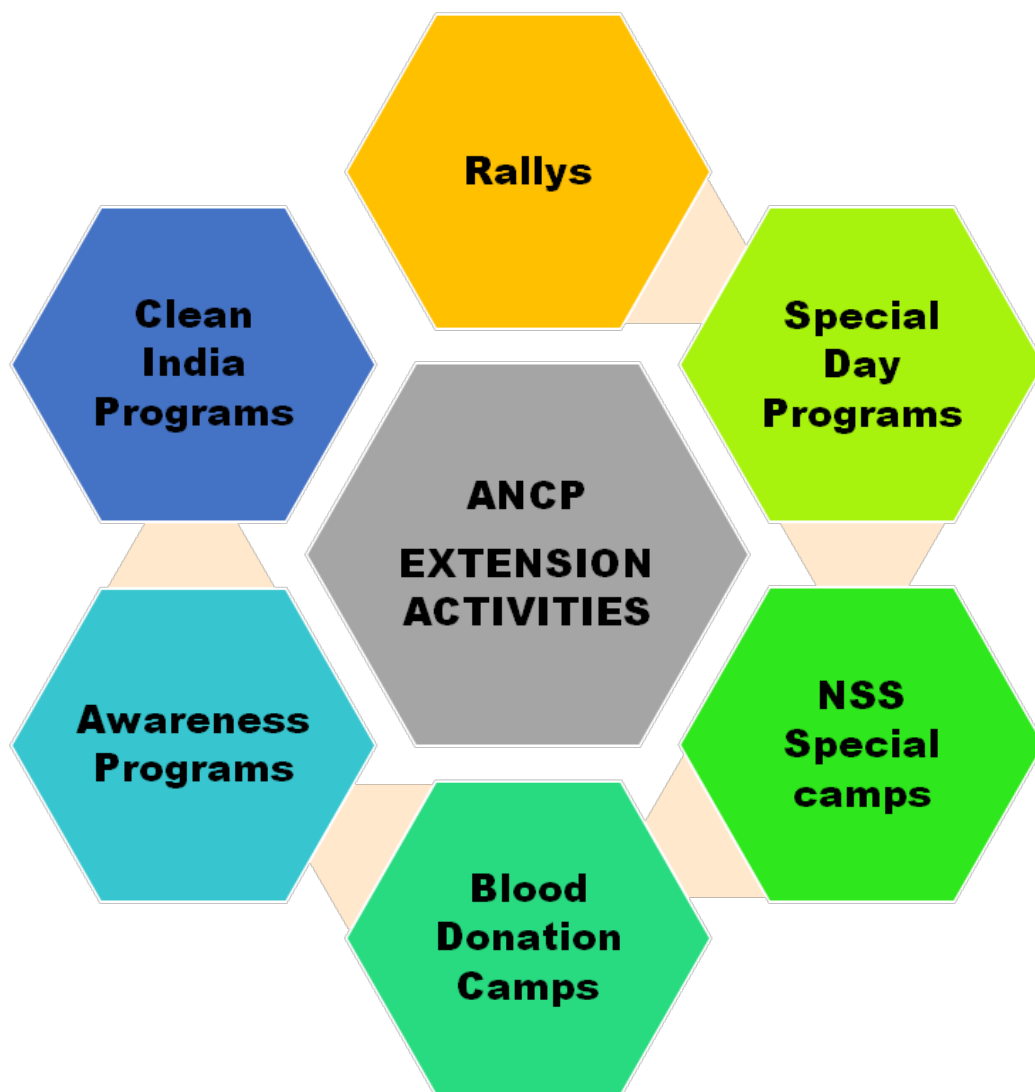 Rallys
Clean
India
Programs
Special
Day
Programs
ANCP
EXTENSION
ACTIVITIES
Awareness
Programs
NSS
Special
camps
Blood
Donation
Camps